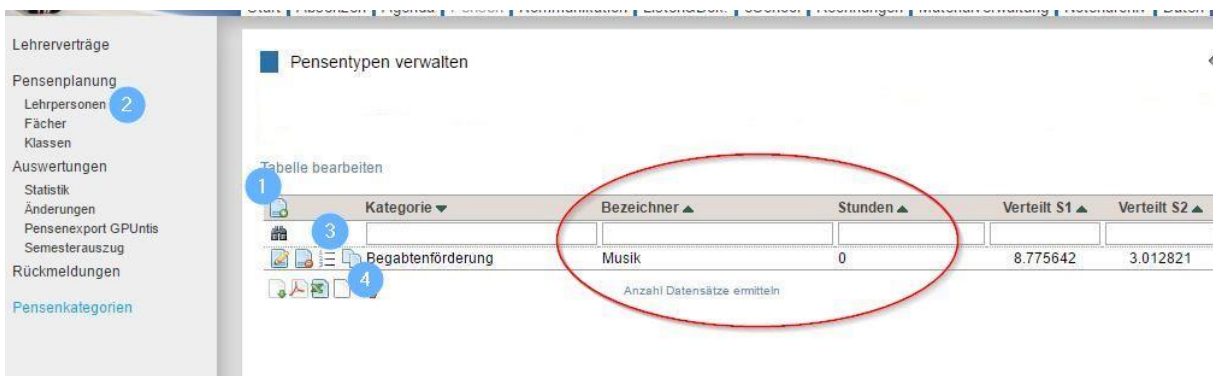 Lehrerverträge
Pensenplanung
Lehrpersonen 2
Fächer
Klassen
Auswertungen
Statistik
Änderungen
Pensenexport GPUntis
Semesterauszug
Rückmeldungen
Pensenkategorien
Pensentypen verwalten
Tabelle bearbeiten
1
Kategorie Bezeichner Stunden Verteilt S1 Verteilt S2
3
Begabtenförderung Musik 0 8.775642 3.012821
4
Anzahl Datensätze ermitteln